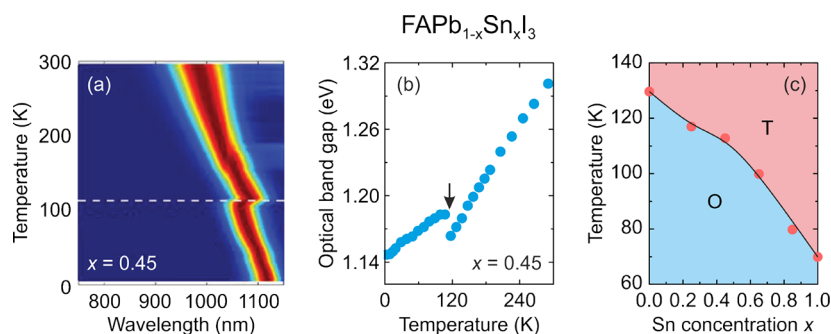 FAPb1-xSnxI3
(a)
Temperature (K)
300
200
100
0
x = 0.45
800 900 1000 1100
Wavelength (nm)
(b)
Optical band gap (eV)
1.32
1.26
1.20
1.14
x = 0.45
0 120 240
Temperature (K)
(c)
Temperature (K)
140
120
100
80
60
T
O
0.0 0.2 0.4 0.6 0.8 1.0
Sn concentration x